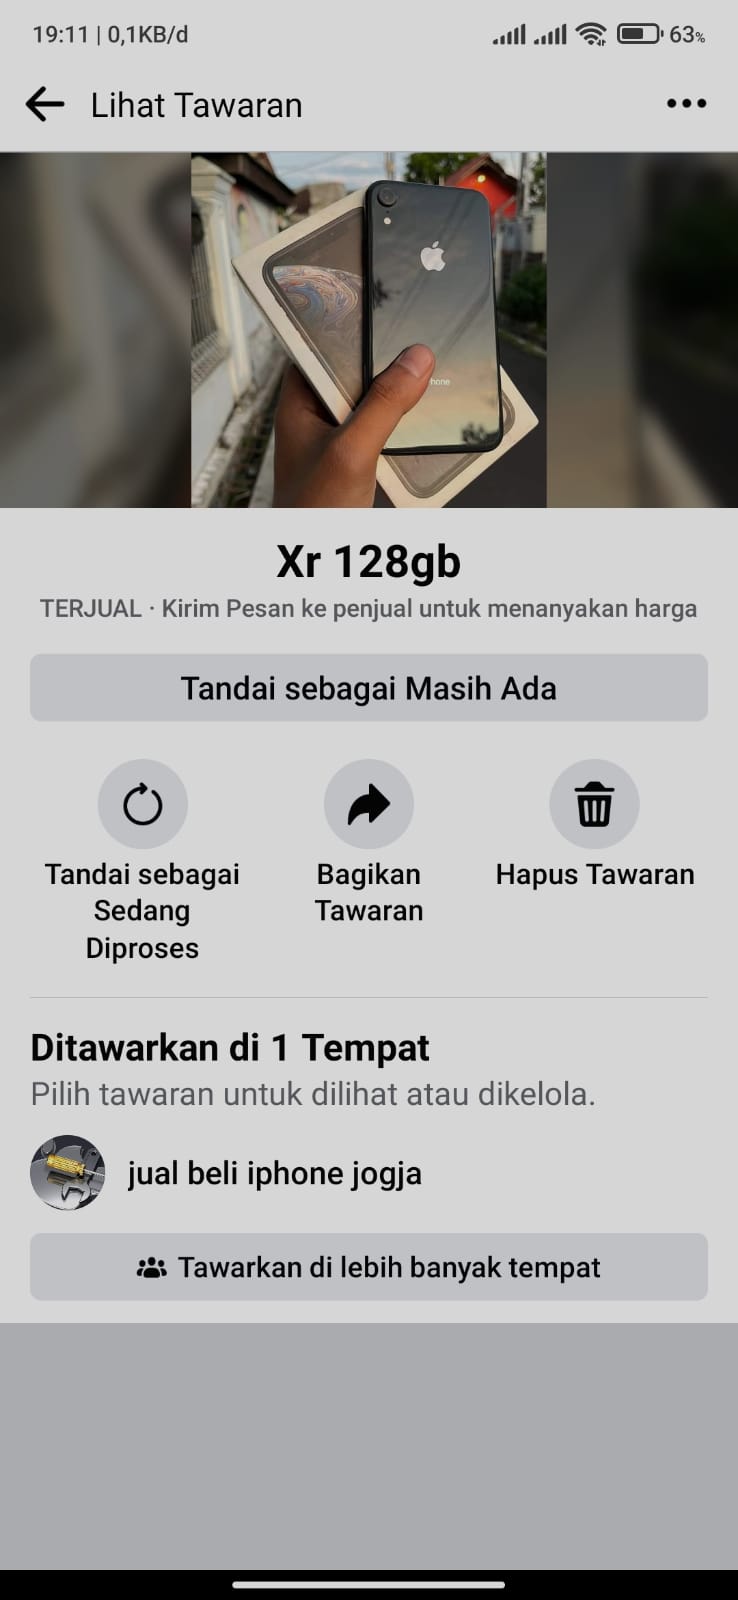 19:11 | 0,1KB/d
63%
Lihat Tawaran
hone
Xr 128gb
TERJUAL · Kirim Pesan ke penjual untuk menanyakan harga
Tandai sebagai Masih Ada
Tandai sebagai
Sedang
Diproses
Bagikan
Tawaran
Hapus Tawaran
Ditawarkan di 1 Tempat
Pilih tawaran untuk dilihat atau dikelola.
jual beli iphone jogja
Tawarkan di lebih banyak tempat